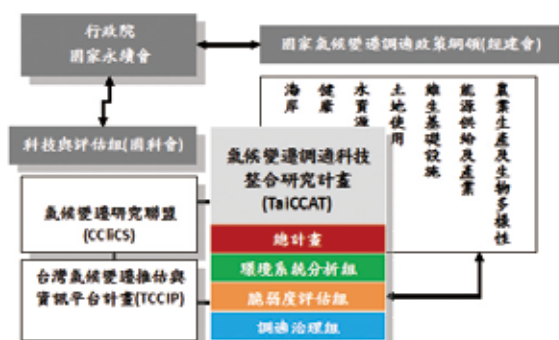 行政院
國家永續會
國家氣候變遷調適政策綱領(經建會)
科技與評估組(國科會)
海岸
健康
水資源
土地使用
維生基礎設施
能源供給及產業
農業生產及生物多樣性
氣候變遷調適科技
整合研究計畫
(TaiCCAT)
總計畫
環境系統分析組
脆弱度評估組
調適治理組
氣候變遷研究聯盟
(CCliCS)
台灣氣候變遷推估與
資訊平台計畫(TCCIP)